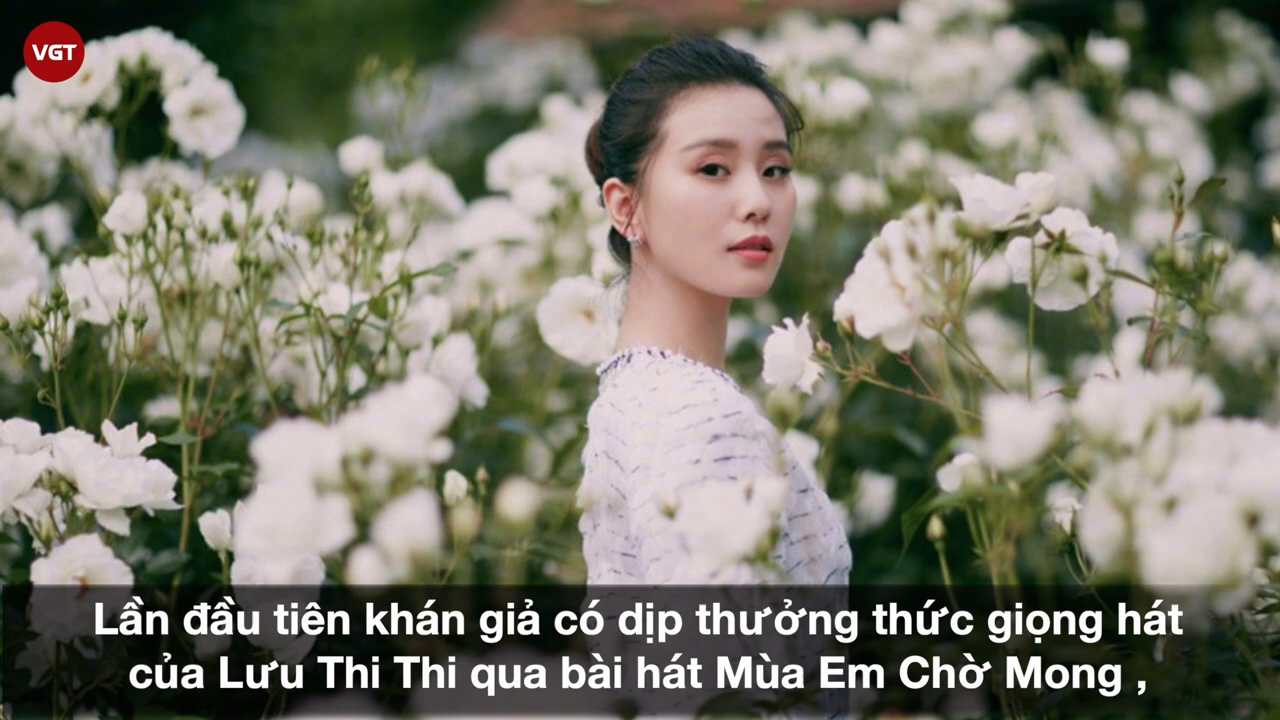 VGT
Lần đầu tiên khán giả có dịp thưởng thức giọng hát
của Lưu Thi Thi qua bài hát Mùa Em Chờ Mong ,